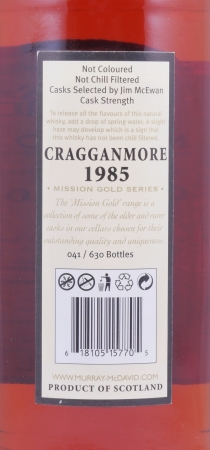 Not Coloured
Not Chill Filtered
Casks Selected by Jim McEwan
Cask Strength
To release all the flavours of this natural
whisky add a drop of spring water. A slight
haze may develop which is a sign that
this whisky has not been chill filtered.
CRAGGANMORE
1985
• MISSION GOLD SERIES •
The 'Mission Gold' range is a
collection of some of the older and rarer
casks in our cellars chosen for their
outstanding quality and uniqueness.
041 / 630 Bottles
6 18105 15770 5
WWW.MURRAY-McDAVID.COM
PRODUCT OF SCOTLAND